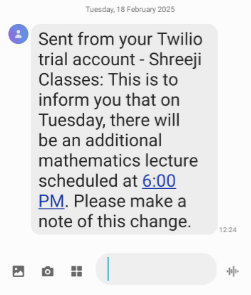 Tuesday, 18 February 2025
Sent from your Twilio
trial account - Shreeji
Classes: This is to
inform you that on
Tuesday, there will
be an additional
mathematics lecture
scheduled at 6:00
PM. Please make a
note of this change.
12:24